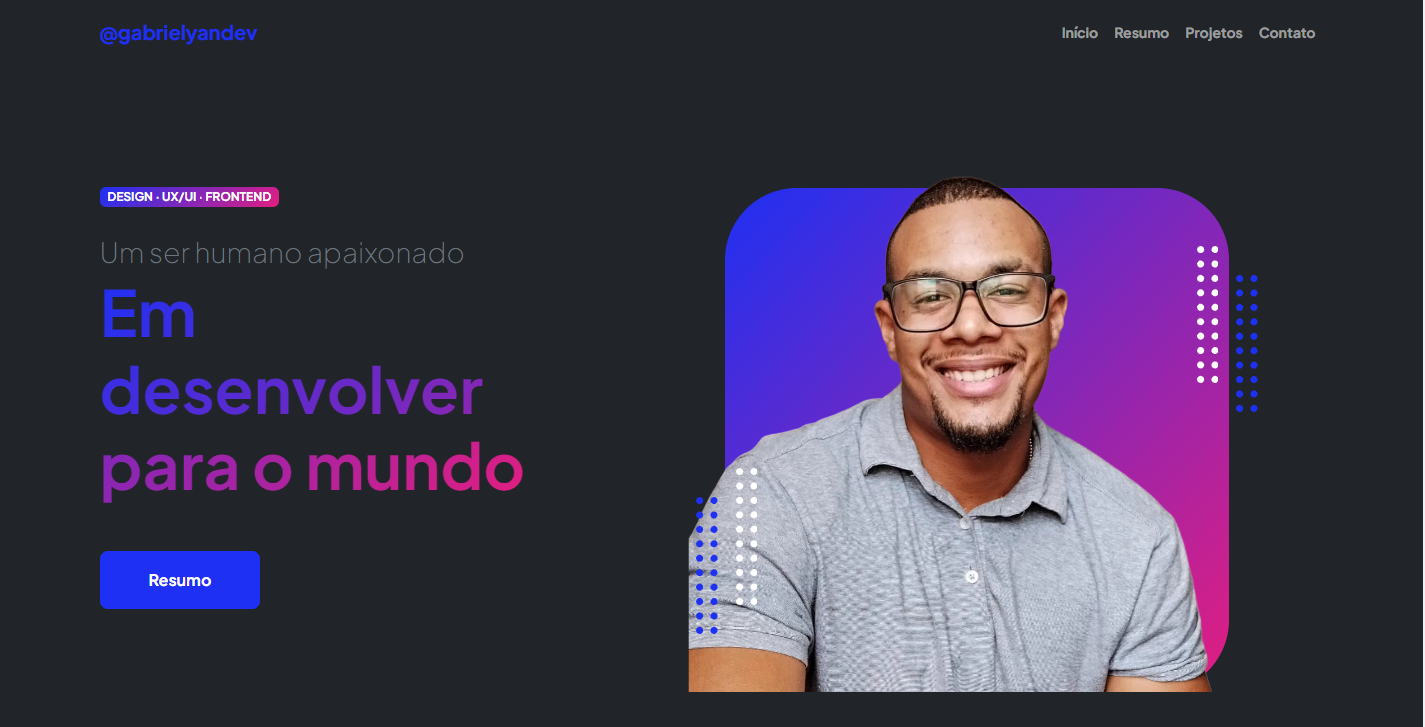 @gabrielyandev
Início Resumo Projetos Contato
DESIGN · UX/UI · FRONTEND
Um ser humano apaixonado
Em
desenvolver
para o mundo
Resumo